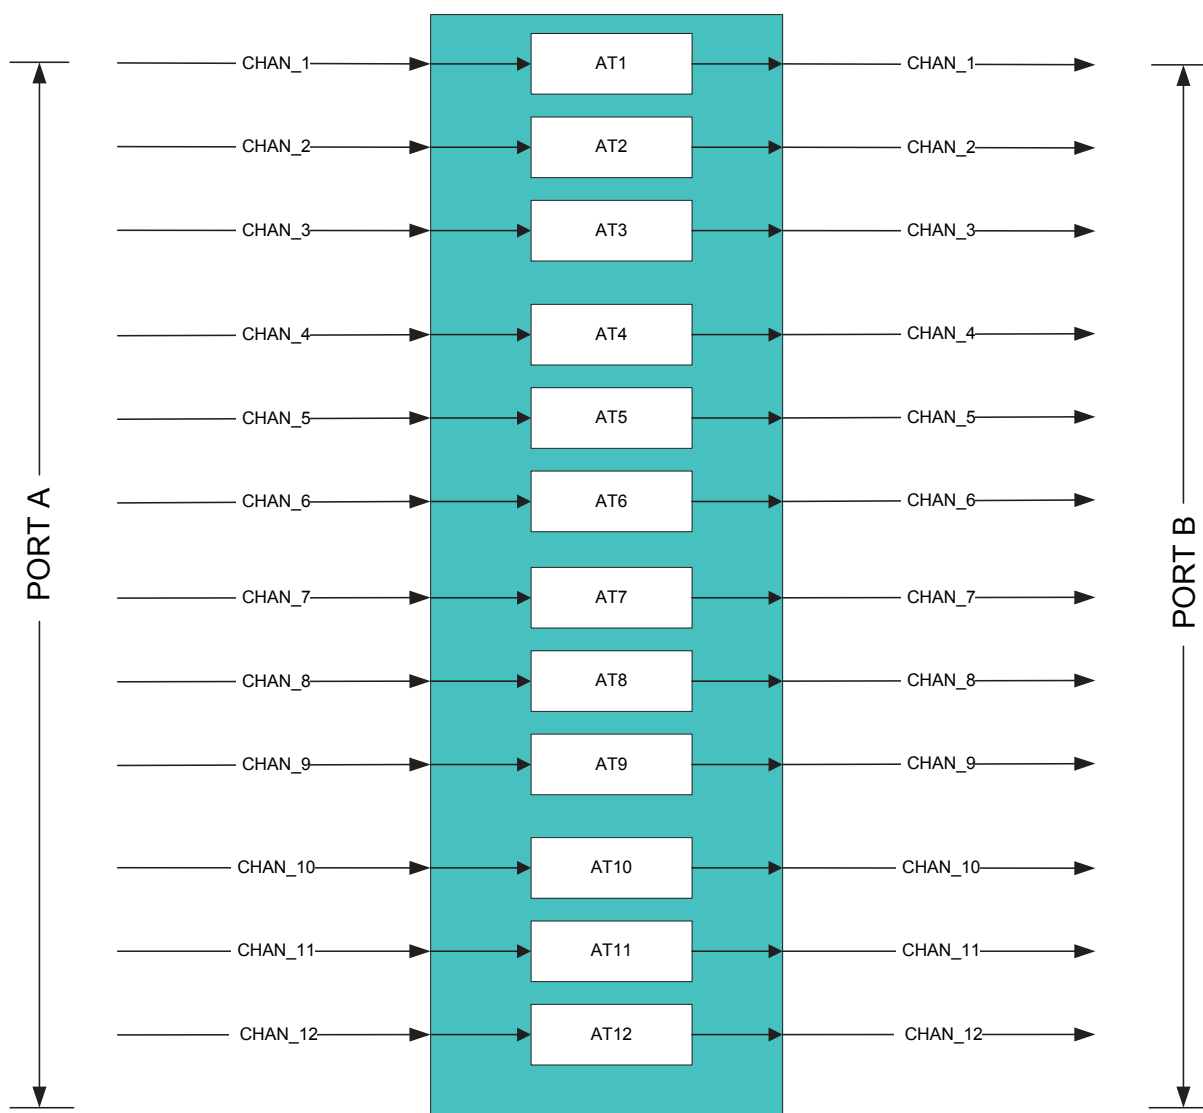 CHAN_1 AT1 CHAN_1
CHAN_2 AT2 CHAN_2
CHAN_3 AT3 CHAN_3
CHAN_4 AT4 CHAN_4
CHAN_5 AT5 CHAN_5
CHAN_6 AT6 CHAN_6
PORT A
PORT B
CHAN_7 AT7 CHAN_7
CHAN_8 AT8 CHAN_8
CHAN_9 AT9 CHAN_9
CHAN_10 AT10 CHAN_10
CHAN_11 AT11 CHAN_11
CHAN_12 AT12 CHAN_12